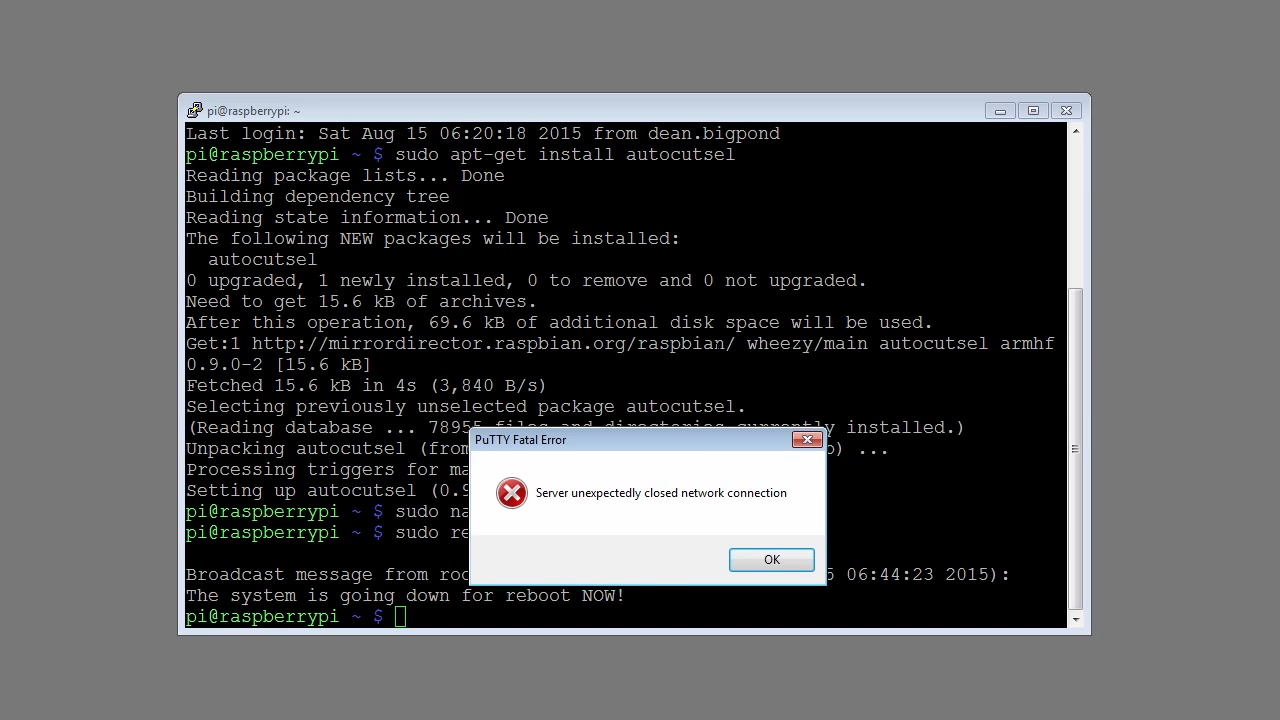 pi@raspberrypi: ~
Last login: Sat Aug 15 06:20:18 2015 from dean.bigpond
pi@raspberrypi ~ $ sudo apt-get install autocutsel
Reading package lists... Done
Building dependency tree
Reading state information... Done
The following NEW packages will be installed:
autocutsel
0 upgraded, 1 newly installed, 0 to remove and 0 not upgraded.
Need to get 15.6 kB of archives.
After this operation, 69.6 kB of additional disk space will be used.
Get:1 http://mirrordirector.raspbian.org/raspbian/ wheezy/main autocutsel armhf
0.9.0-2 [15.6 kB]
Fetched 15.6 kB in 4s (3,840 B/s)
Selecting previously unselected package autocutsel.
(Reading database ... 78955 files and directories currently installed.)
Unpacking autocutsel (from ) ...
Processing triggers for ma
Setting up autocutsel (0.9
pi@raspberrypi ~ $ sudo na
pi@raspberrypi ~ $ sudo re
Broadcast message from roo 5 06:44:23 2015):
The system is going down for reboot NOW!
pi@raspberrypi ~ $
PuTTY Fatal Error
Server unexpectedly closed network connection
OK